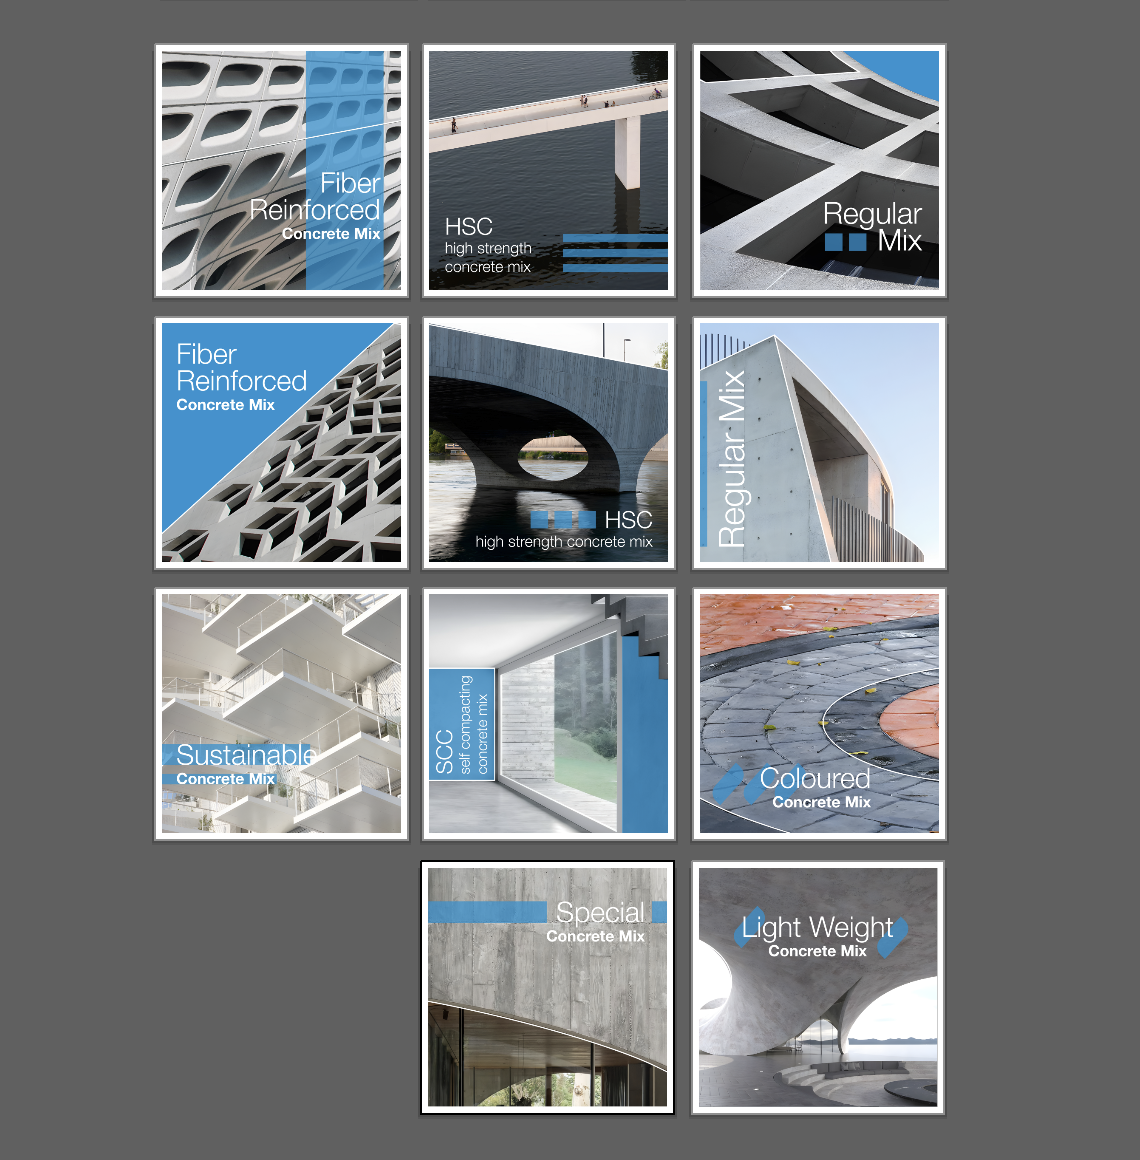 Fiber
Reinforced
Concrete Mix
HSC
high strength
concrete mix
Regular
Mix
Fiber
Reinforced
Concrete Mix
HSC
high strength concrete mix
Regular Mix
Sustainable
Concrete Mix
SCC
self compacting
concrete mix
Coloured
Concrete Mix
Special
Concrete Mix
Light Weight
Concrete Mix